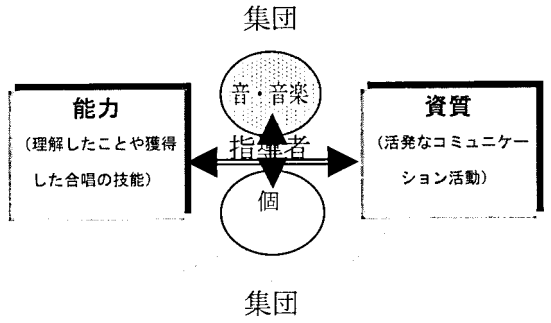 集団
音・音楽
能力
(理解したことや獲得
した合唱の技能)
指導者
資質
(活発なコミュニケー
ション活動)
個
集団